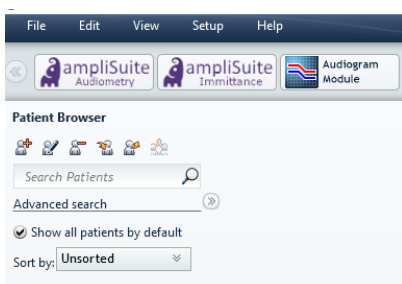 File Edit View Setup Help
ampliSuite Audiometry ampliSuite Immittance Audiogram Module
Patient Browser
Search Patients
Advanced search
Show all patients by default
Sort by: Unsorted